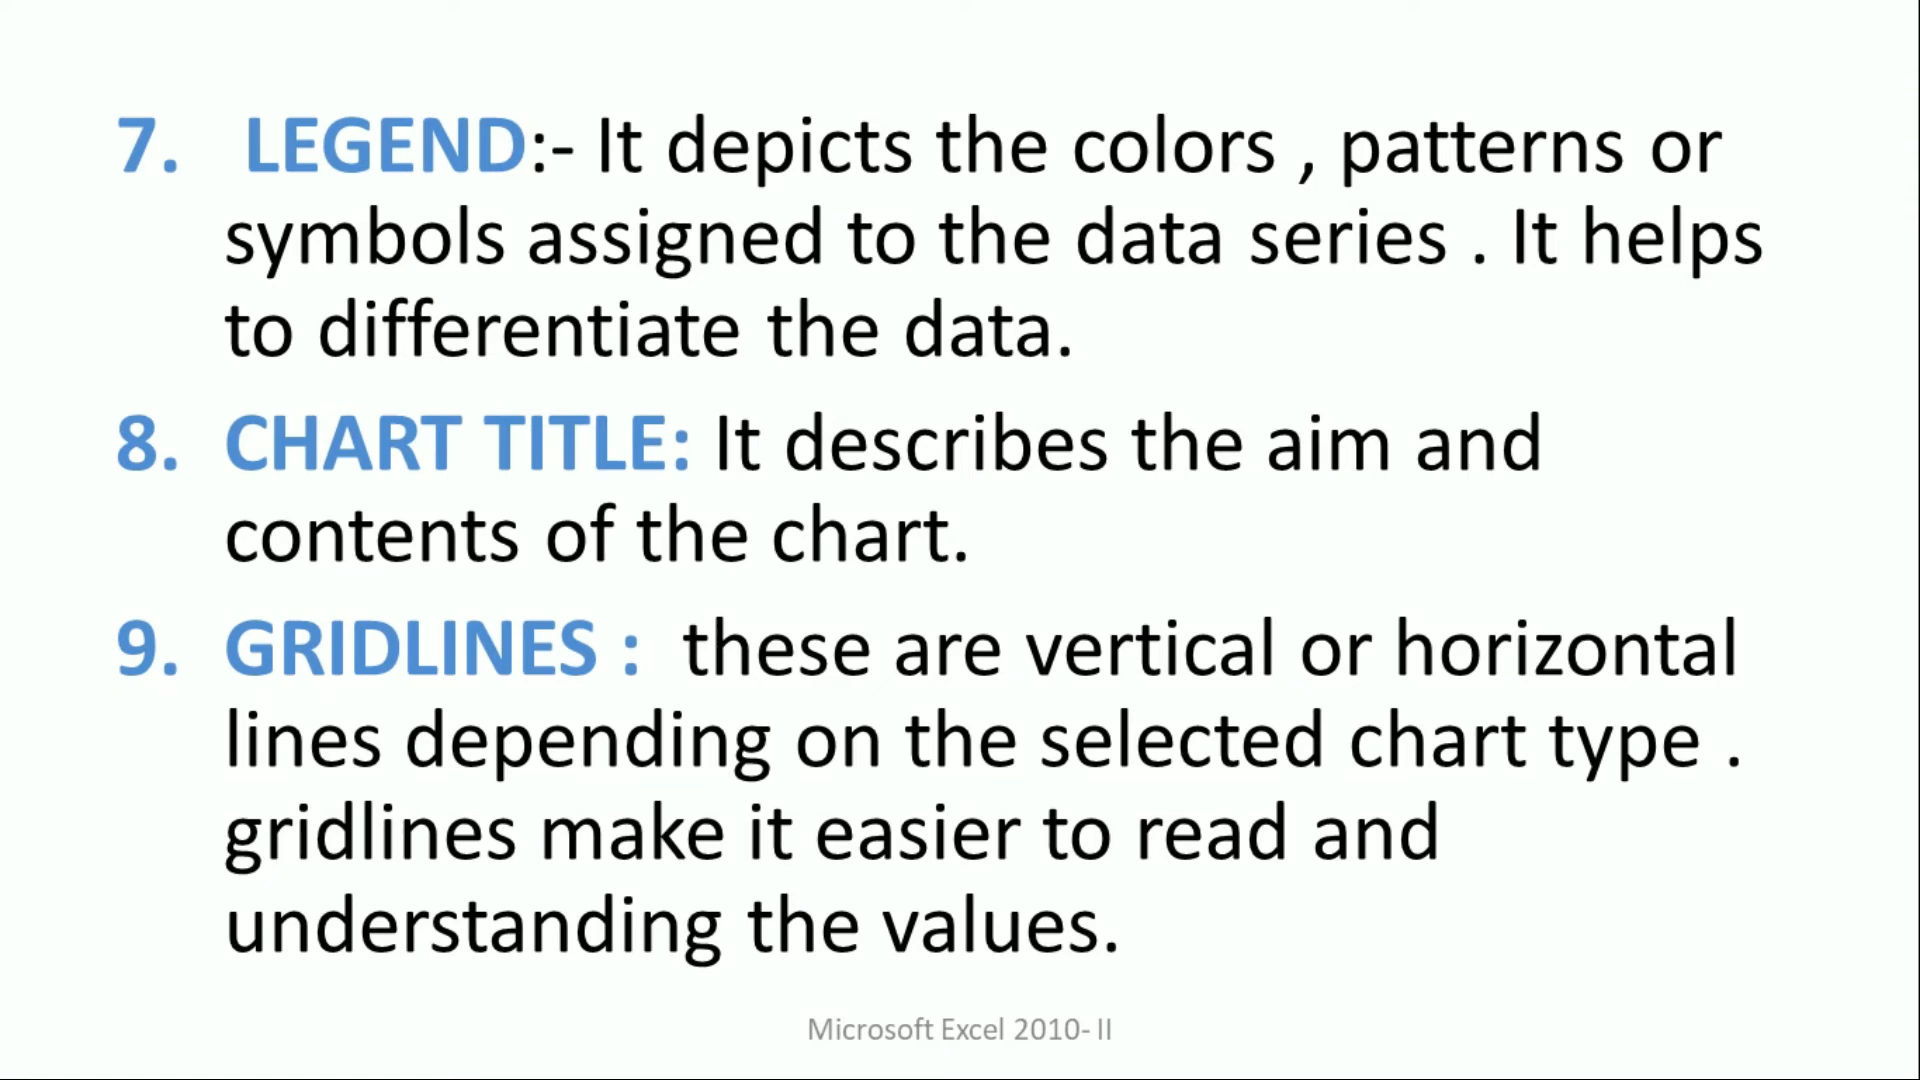 7. LEGEND:- It depicts the colors , patterns or
symbols assigned to the data series . It helps
to differentiate the data.
8. CHART TITLE: It describes the aim and
contents of the chart.
9. GRIDLINES : these are vertical or horizontal
lines depending on the selected chart type .
gridlines make it easier to read and
understanding the values.
Microsoft Excel 2010- II